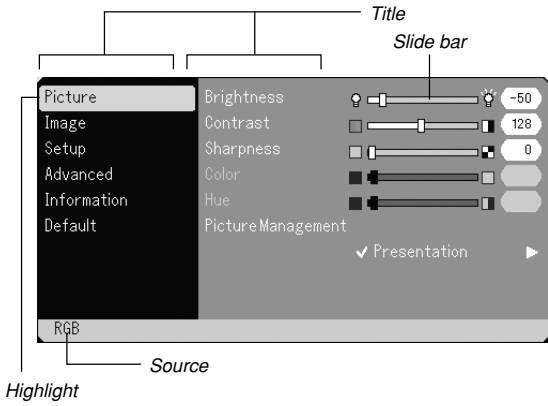 Title
Slide bar
Picture Brightness -50
Image Contrast 128
Setup Sharpness 0
Advanced Color
Information Hue
Default Picture Management
Presentation
RGB
Source
Highlight